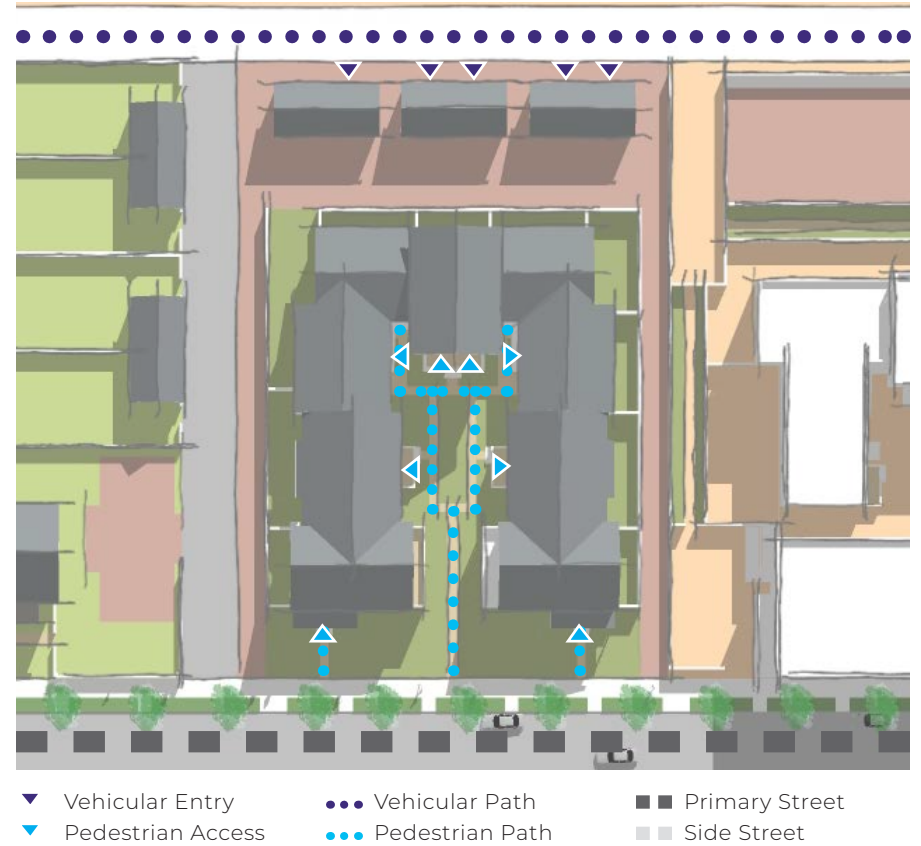 Vehicular Entry
Vehicular Path
Primary Street
Pedestrian Access
Pedestrian Path
Side Street